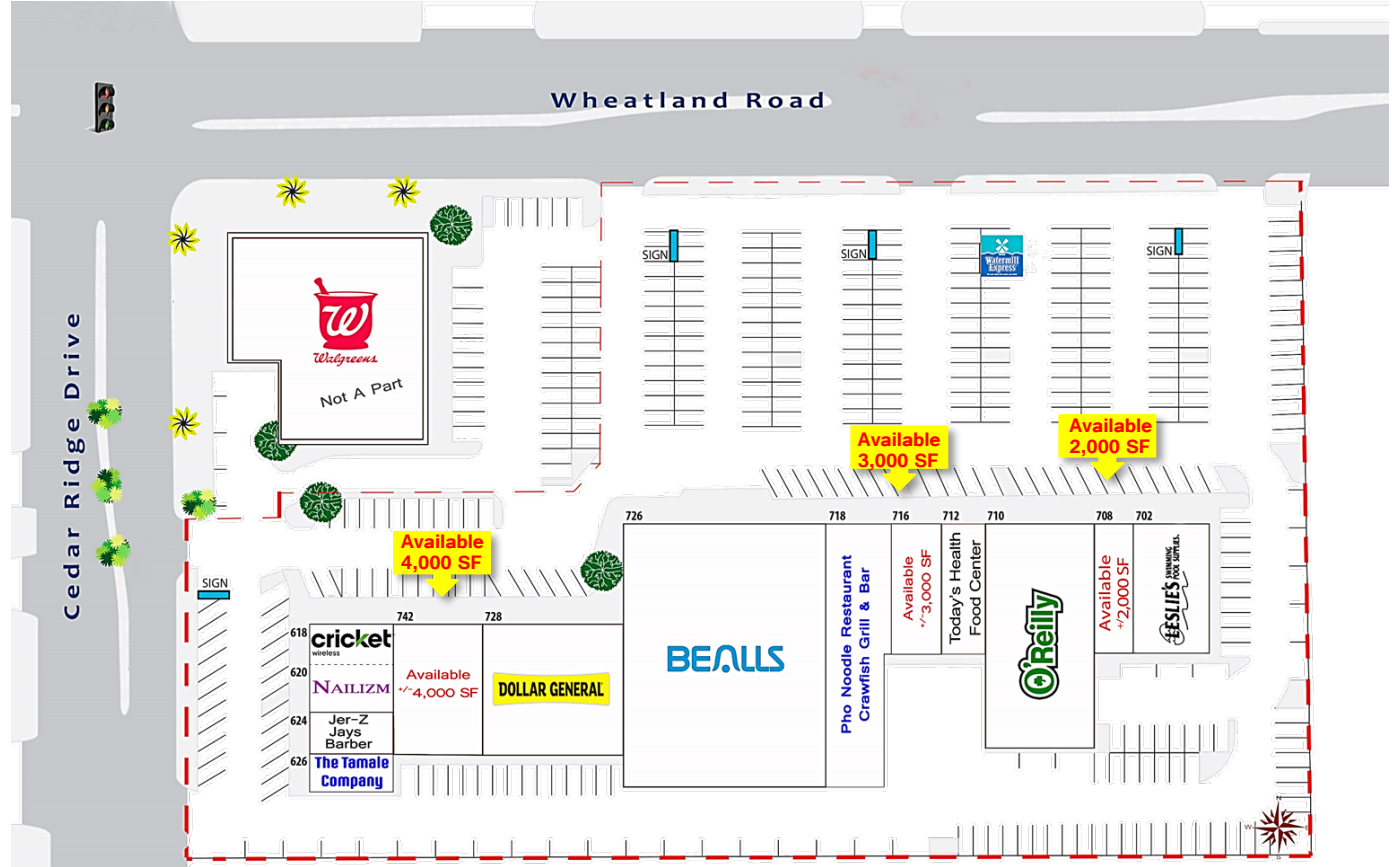 Wheatland Road
Cedar Ridge Drive
W
Walgreens
Not A Part
SIGN
SIGN
Watermill
Express
SIGN
Available
3,000 SF
Available
2,000 SF
Available
4,000 SF
SIGN
726
718
716
712
710
708
702
BEALLS
Pho Noodle Restaurant
Crawfish Grill & Bar
Available
+/-3,000 SF
Today's Health
Food Center
O'Reilly
Available
+/-2,000 SF
LESLIE'S
SWIMMING
POOL SUPPLIES.
742
728
618
cricket
wireless
620
NAILIZM
624
Jer-Z
Jays
Barber
626
The Tamale
Company
Available
+/-4,000 SF
DOLLAR GENERAL
N
W
E
S